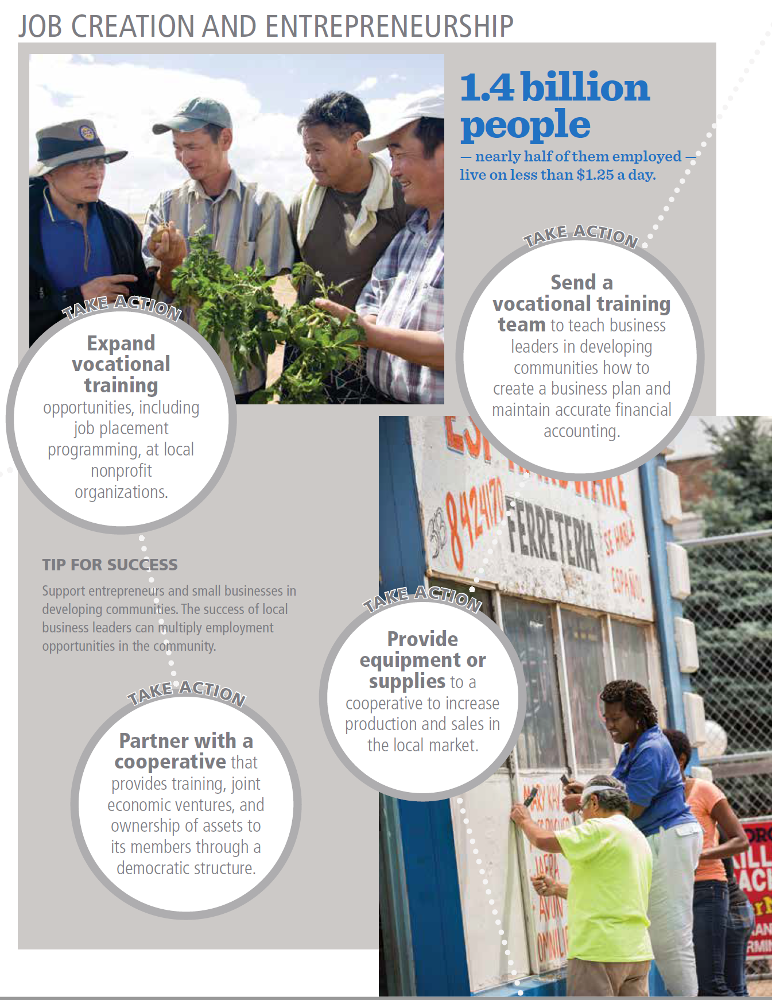 JOB CREATION AND ENTREPRENEURSHIP
1.4 billion
people
— nearly half of them employed —
live on less than $1.25 a day.
TAKE ACTION
Send a
vocational training
team to teach business
leaders in developing
communities how to
create a business plan and
maintain accurate financial
accounting.
TAKE ACTION
Expand
vocational
training
opportunities, including
job placement
programming, at local
nonprofit
organizations.
TIP FOR SUCCESS
Support entrepreneurs and small businesses in
developing communities. The success of local
business leaders can multiply employment
opportunities in the community.
TAKE ACTION
Partner with a
cooperative that
provides training, joint
economic ventures, and
ownership of assets to
its members through a
democratic structure.
TAKE ACTION
Provide
equipment or
supplies to a
cooperative to increase
production and sales in
the local market.
8424170
FERRETERIA
SE HABLA
ESPAÑOL
MARY KAY
JAFRA
AVON